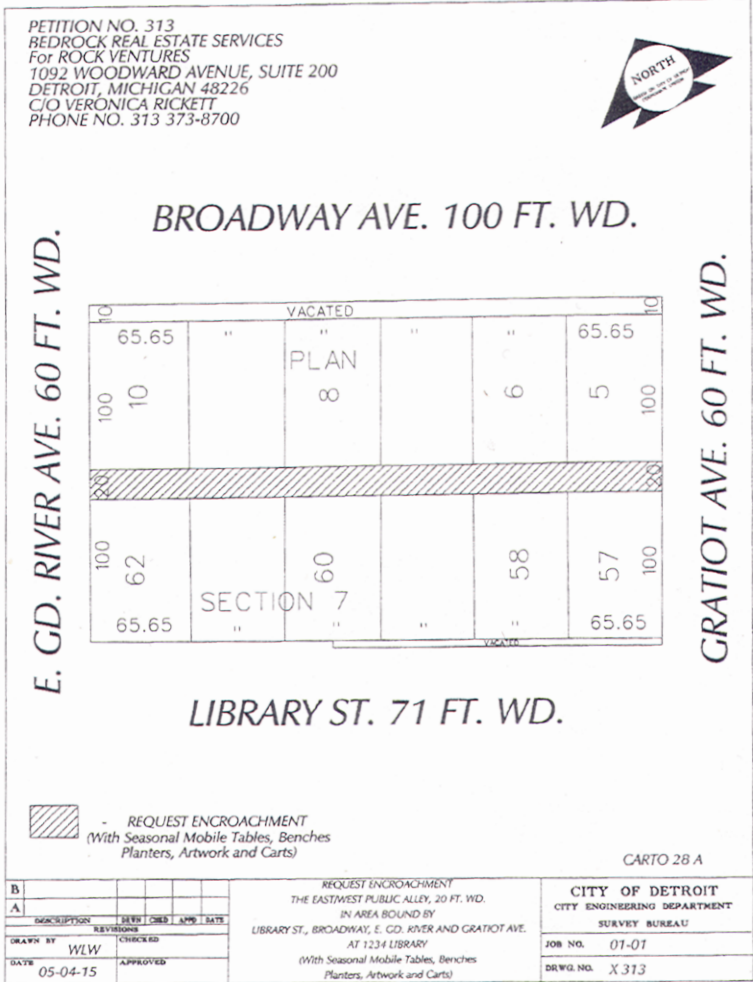 PETITION NO. 313
BEDROCK REAL ESTATE SERVICES
For ROCK VENTURES
1092 WOODWARD AVENUE, SUITE 200
DETROIT, MICHIGAN 48226
C/O VERONICA RICKETT
PHONE NO. 313 373-8700
NORTH
BROADWAY AVE. 100 FT. WD.
E. GD. RIVER AVE. 60 FT. WD.
GRATIOT AVE. 60 FT. WD.
10 VACATED 10
65.65 " " " " 65.65
PLAN
100 10 8 6 5 100
20 20
100 62 60 58 57 100
SECTION 7
65.65 " " " " 65.65
VACATED
LIBRARY ST. 71 FT. WD.
- REQUEST ENCROACHMENT
(With Seasonal Mobile Tables, Benches
Planters, Artwork and Carts)
CARTO 28 A
B
A
DESCRIPTION DRWN CHKD APPD DATE
REVISIONS
DRAWN BY WLW CHECKED
DATE 05-04-15 APPROVED
REQUEST ENCROACHMENT
THE EAST/WEST PUBLIC ALLEY, 20 FT. WD.
IN AREA BOUND BY
LIBRARY ST., BROADWAY, E. GD. RIVER AND GRATIOT AVE.
AT 1234 LIBRARY
(With Seasonal Mobile Tables, Benches
Planters, Artwork and Carts)
CITY OF DETROIT
CITY ENGINEERING DEPARTMENT
SURVEY BUREAU
JOB NO. 01-01
DRWG. NO. X 313